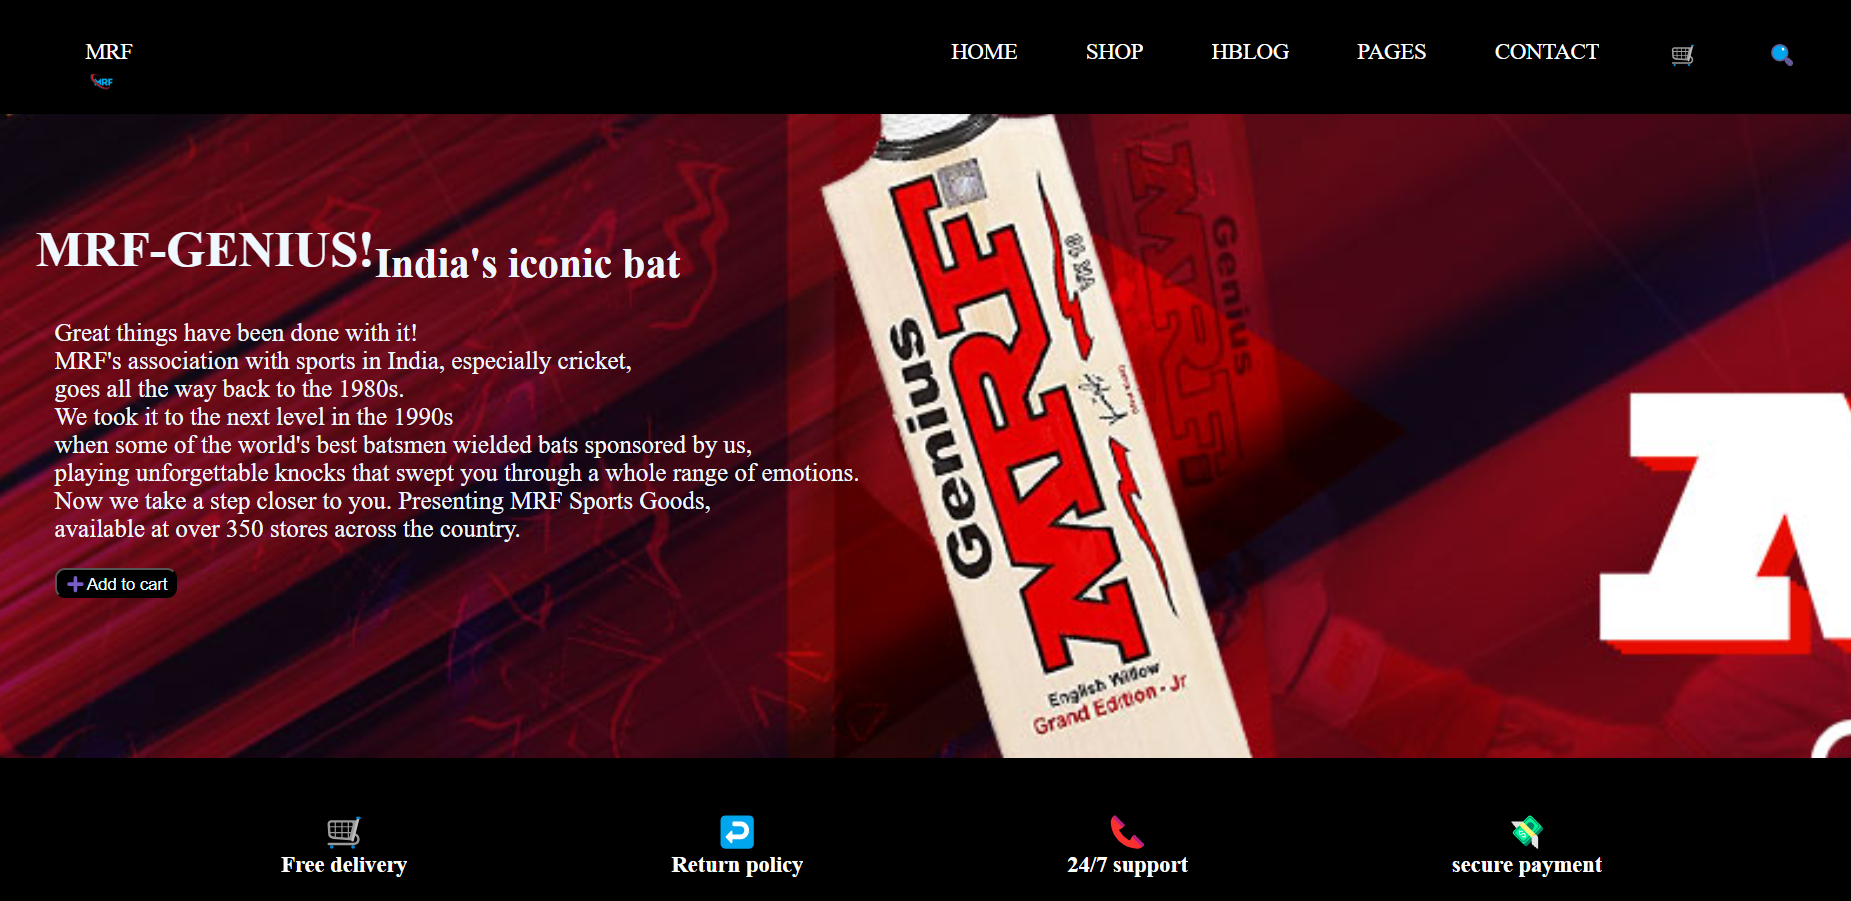 MRF
MRF
HOME
SHOP
HBLOG
PAGES
CONTACT
MRF-GENIUS!
India's iconic bat
Great things have been done with it!
MRF's association with sports in India, especially cricket,
goes all the way back to the 1980s.
We took it to the next level in the 1990s
when some of the world's best batsmen wielded bats sponsored by us,
playing unforgettable knocks that swept you through a whole range of emotions.
Now we take a step closer to you. Presenting MRF Sports Goods,
available at over 350 stores across the country.
Add to cart
MRF
Genius
VK 18
English Willow
Grand Edition - Jr
Genius
MRF
Free delivery
Return policy
24/7 support
secure payment